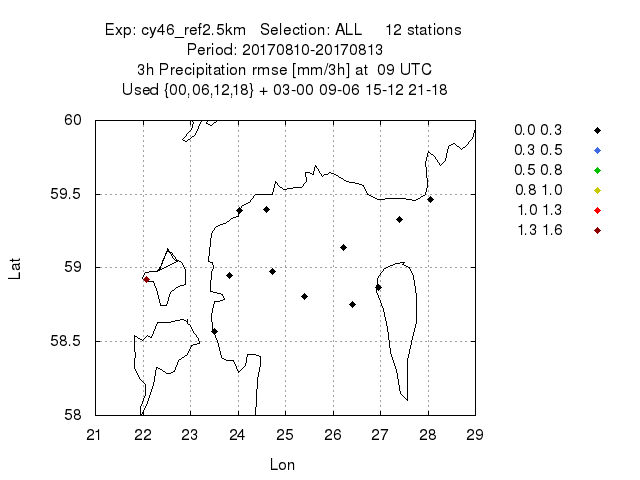 Exp: cy46_ref2.5km   Selection: ALL     12 stations
Period: 20170810-20170813
3h Precipitation rmse [mm/3h] at  09 UTC
Used {00,06,12,18} + 03-00 09-06 15-12 21-18
60
59.5
59
58.5
58
Lat
21 22 23 24 25 26 27 28 29
Lon
0.0 0.3
0.3 0.5
0.5 0.8
0.8 1.0
1.0 1.3
1.3 1.6